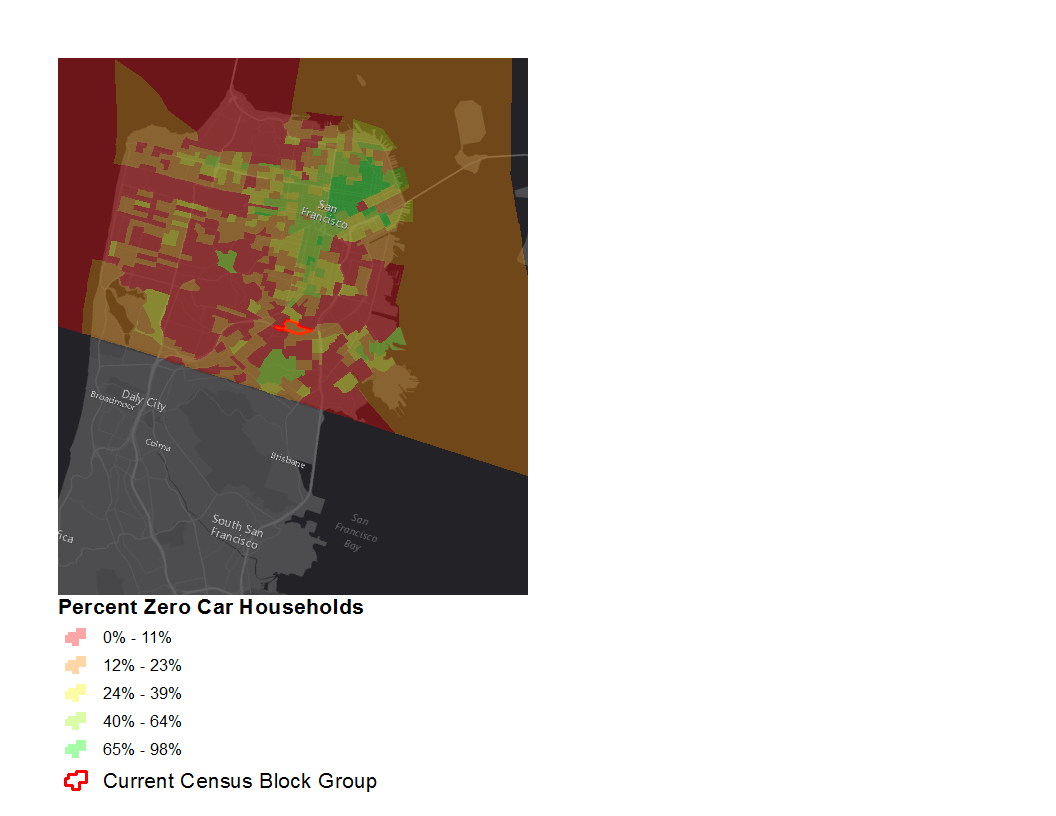 San
Francisco
Daly City
Broadmoor
Colma
Brisbane
South San
Francisco
San
Francisco
Bay
ica
Percent Zero Car Households
0% - 11%
12% - 23%
24% - 39%
40% - 64%
65% - 98%
Current Census Block Group